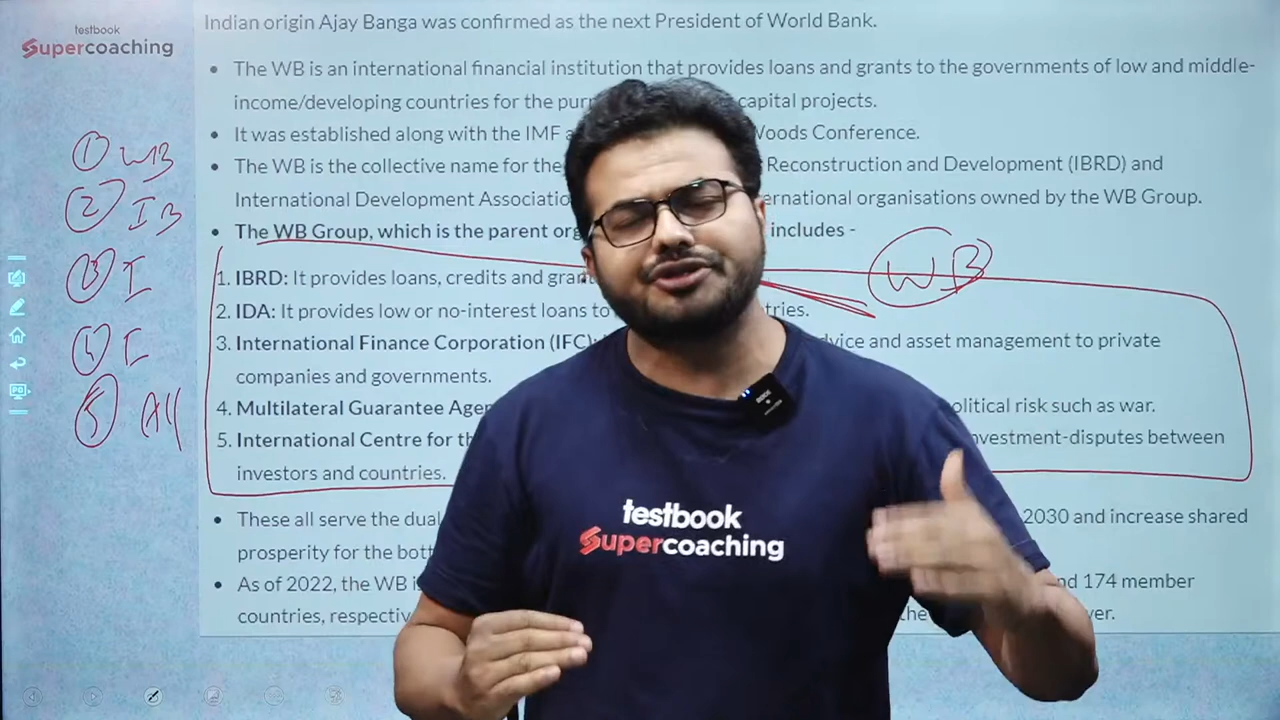 testbook
Supercoaching
Indian origin Ajay Banga was confirmed as the next President of World Bank.
• The WB is an international financial institution that provides loans and grants to the governments of low and middle-
income/developing countries for the pur capital projects.
• It was established along with the IMF Woods Conference.
• The WB is the collective name for the Reconstruction and Development (IBRD) and
International Development Associatio ernational organisations owned by the WB Group.
• The WB Group, which is the parent or includes -
1. IBRD: It provides loans, credits and gran
2. IDA: It provides low or no-interest loans to tries.
3. International Finance Corporation (IFC): dvice and asset management to private
companies and governments.
4. Multilateral Guarantee Agen olitical risk such as war.
5. International Centre for th nvestment-disputes between
investors and countries.
• These all serve the dual 2030 and increase shared
prosperity for the bott
• As of 2022, the WB i nd 174 member
countries, respective the er.
① WB
② IB
③ I
④ I
⑤ All
WB
testbook
Supercoaching